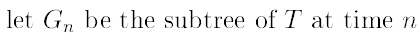 let $G_n$ be the subtree of $T$ at time $n$